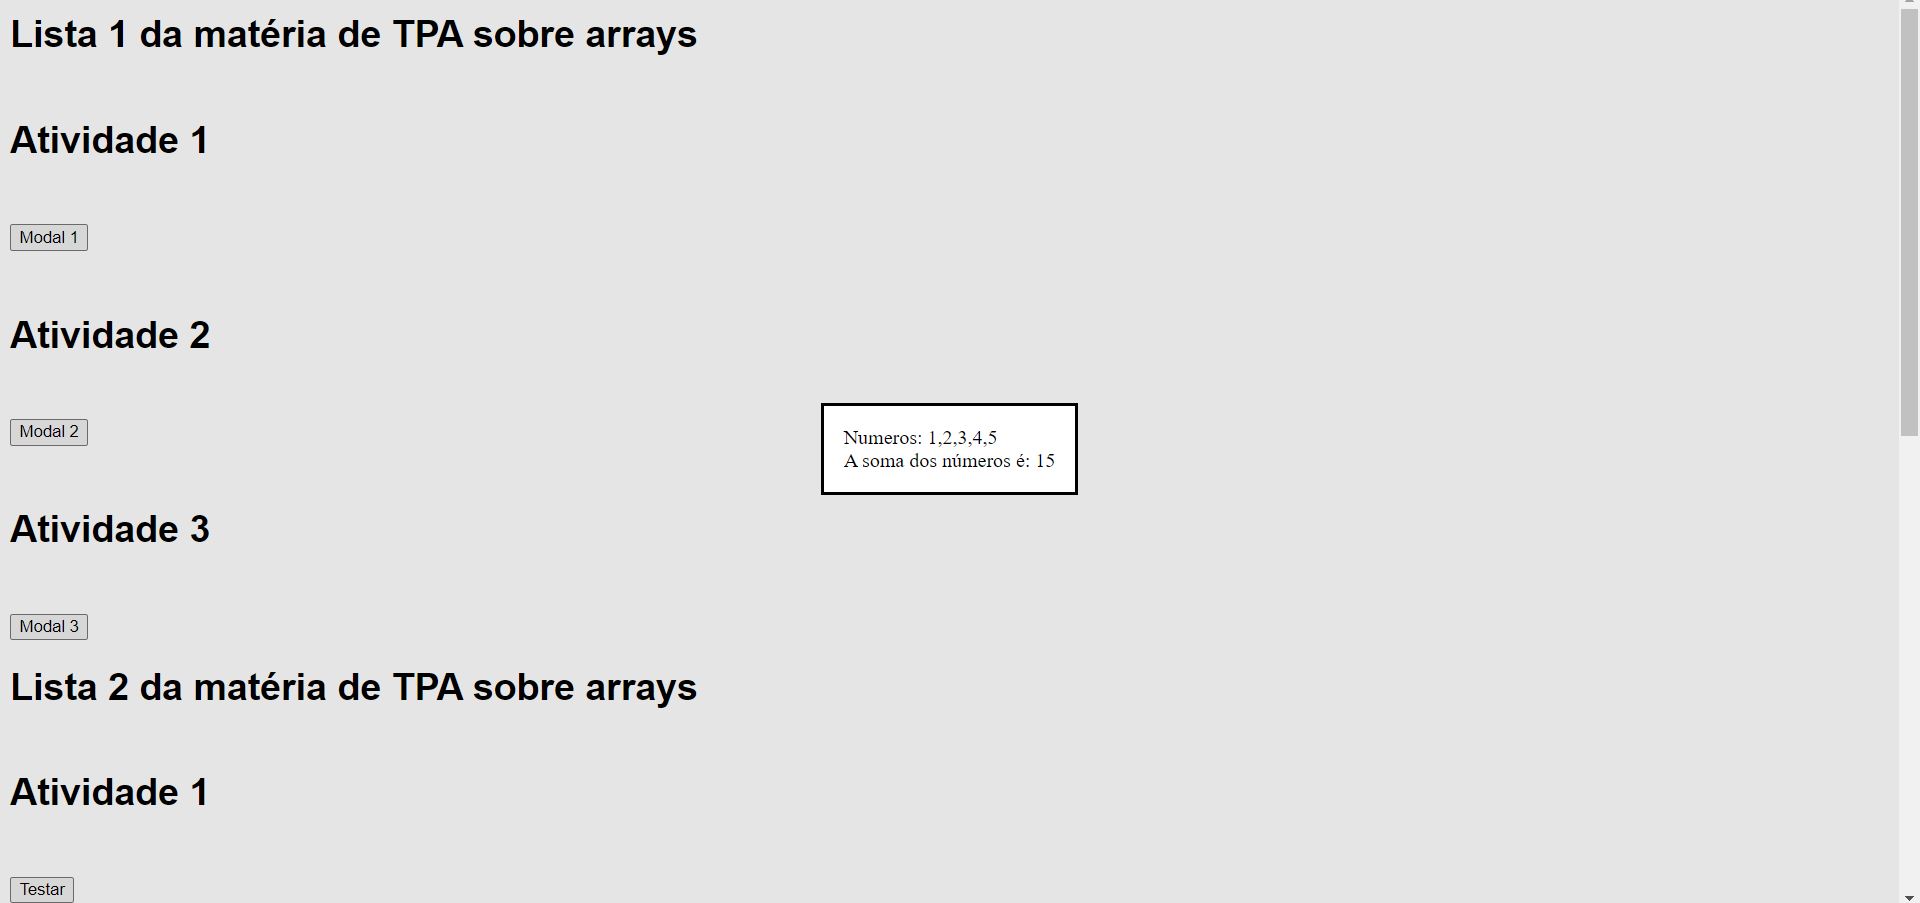 Lista 1 da matéria de TPA sobre arrays
Atividade 1
Modal 1
Atividade 2
Modal 2
Numeros: 1,2,3,4,5
A soma dos números é: 15
Atividade 3
Modal 3
Lista 2 da matéria de TPA sobre arrays
Atividade 1
Testar